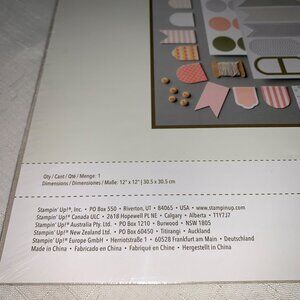 Qty / Cant / Qté / Menge: 1
Dimensions / Dimensiones / Maße: 12" x 12" | 30.5 x 30.5 cm
Stampin' Up!, Inc. • PO Box 550 • Riverton, UT • 84065 • USA • www.stampinup.com
Stampin' Up!® Canada ULC • 2618 Hopewell PL NE • Calgary • Alberta • T1Y7J7
Stampin' Up!® Australia Pty. Ltd. • PO Box 1210 • Burwood • NSW 1805
Stampin' Up!® New Zealand Ltd. • PO Box 60450 • Titirangi • Auckland
Stampin' Up!® Europe GmbH • Herriotstraße 1 • 60528 Frankfurt am Main • Deutschland
Made in China • Fabricado en China • Fabriqué en Chine • Hergestellt in China